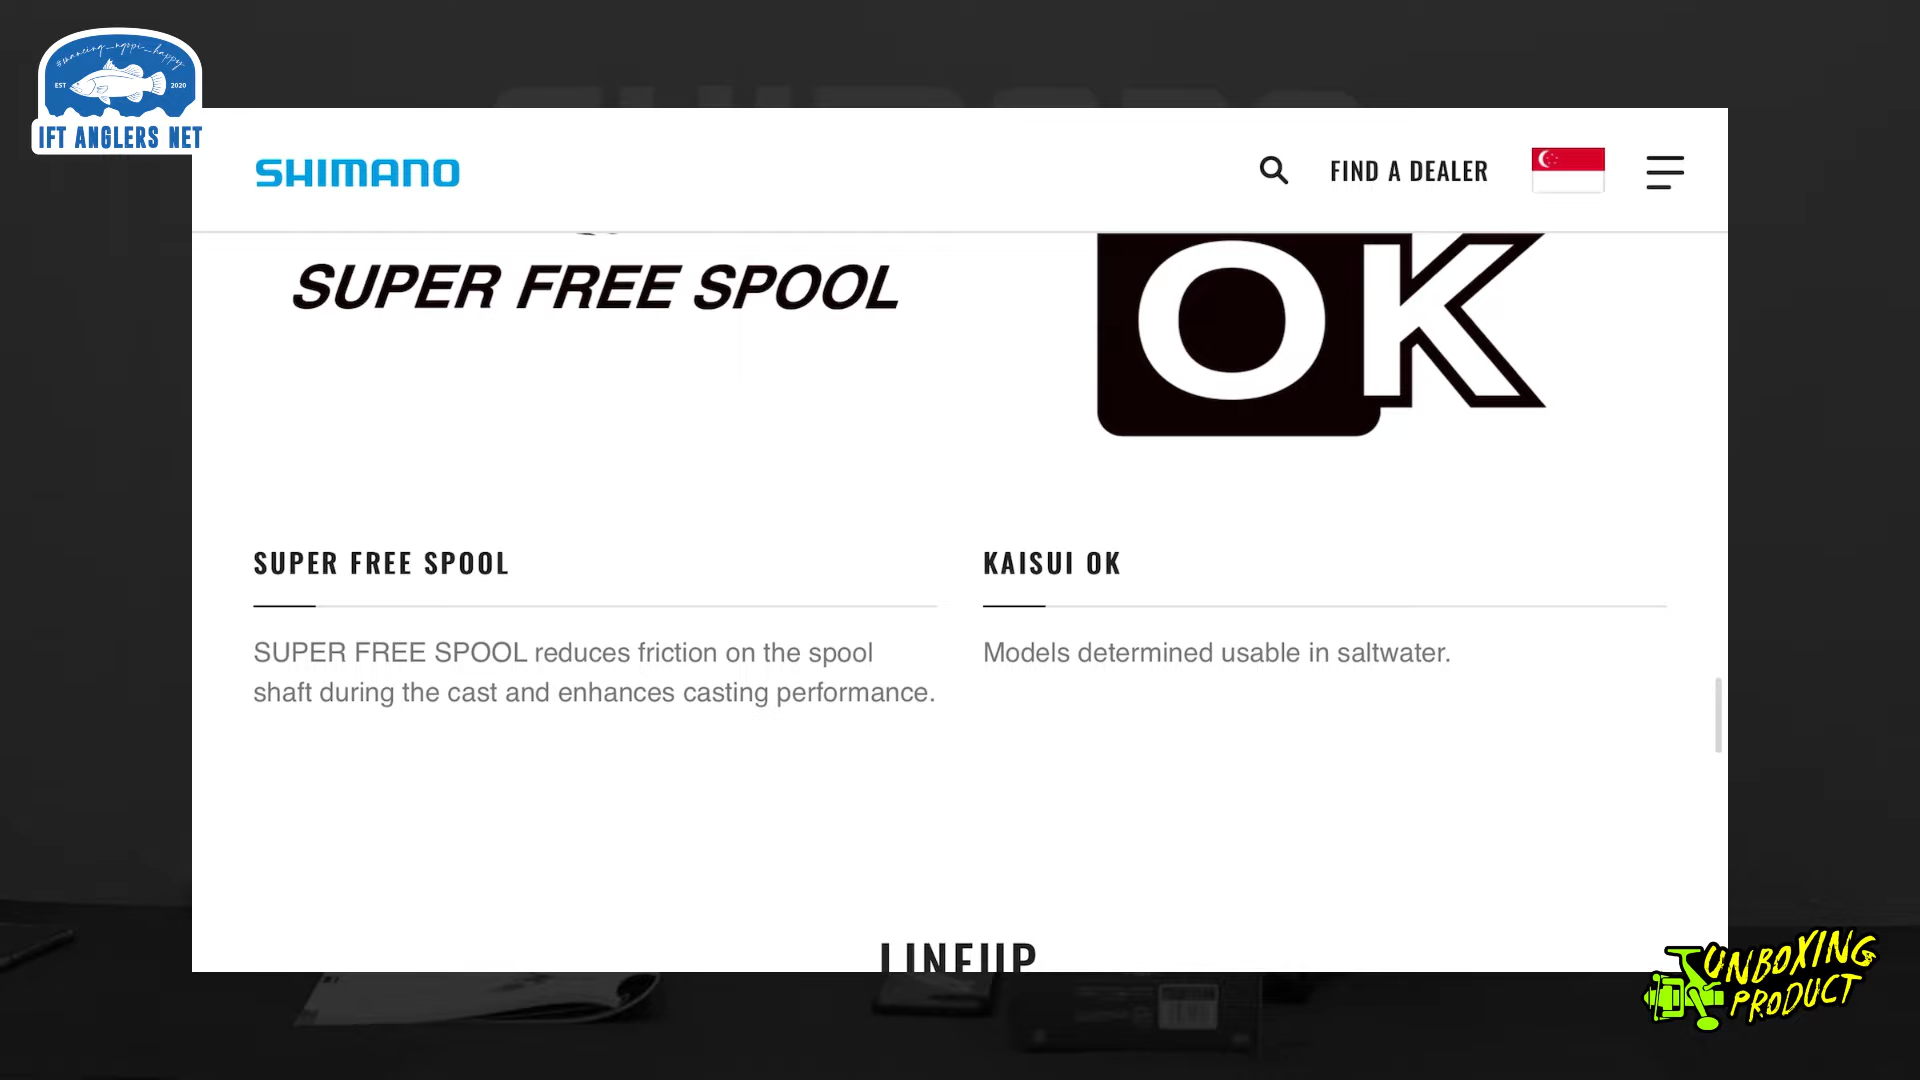 #mancing_ngopi_happy
EST 2020
IFT ANGLERS NET
SHIMANO
FIND A DEALER
SUPER FREE SPOOL
OK
SUPER FREE SPOOL
KAISUI OK
SUPER FREE SPOOL reduces friction on the spool
shaft during the cast and enhances casting performance.
Models determined usable in saltwater.
LINEUP
UNBOXING
PRODUCT